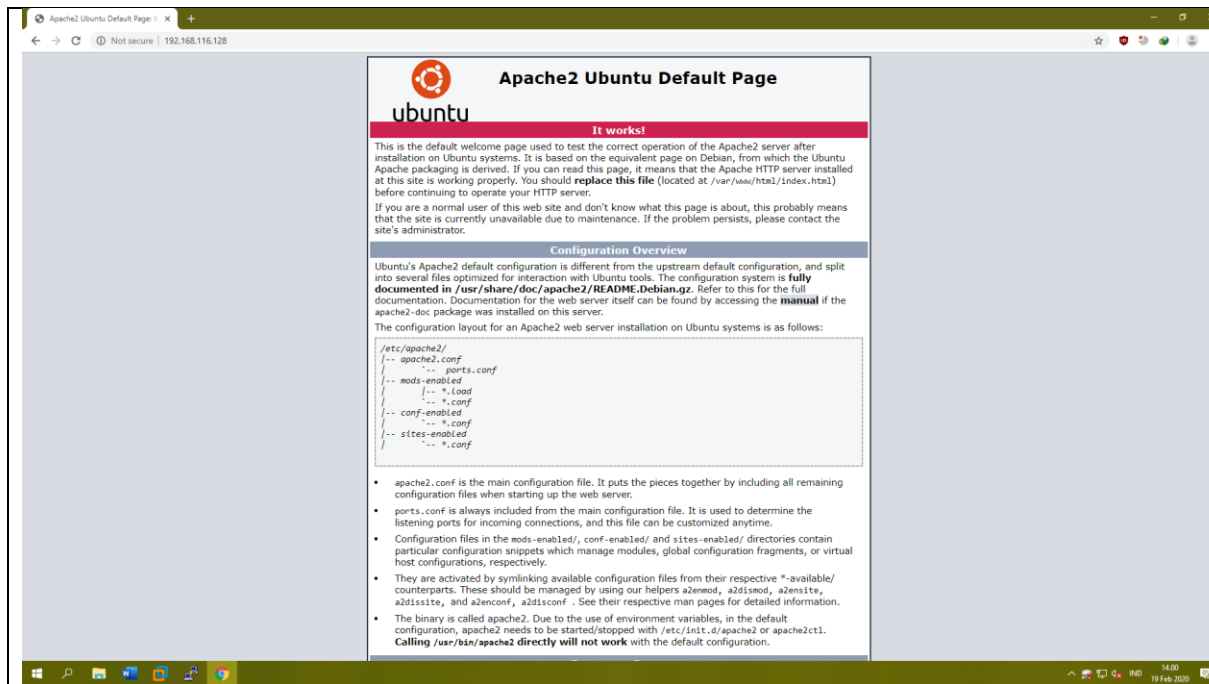 Apache2 Ubuntu Default Page: I
Not secure | 192.168.116.128
ubuntu
Apache2 Ubuntu Default Page
It works!
This is the default welcome page used to test the correct operation of the Apache2 server after
installation on Ubuntu systems. It is based on the equivalent page on Debian, from which the Ubuntu
Apache packaging is derived. If you can read this page, it means that the Apache HTTP server installed
at this site is working properly. You should replace this file (located at /var/www/html/index.html)
before continuing to operate your HTTP server.
If you are a normal user of this web site and don't know what this page is about, this probably means
that the site is currently unavailable due to maintenance. If the problem persists, please contact the
site's administrator.
Configuration Overview
Ubuntu's Apache2 default configuration is different from the upstream default configuration, and split
into several files optimized for interaction with Ubuntu tools. The configuration system is fully
documented in /usr/share/doc/apache2/README.Debian.gz. Refer to this for the full
documentation. Documentation for the web server itself can be found by accessing the manual if the
apache2-doc package was installed on this server.
The configuration layout for an Apache2 web server installation on Ubuntu systems is as follows:
/etc/apache2/
|-- apache2.conf
|       `--  ports.conf
|-- mods-enabled
|       |-- *.load
|       `-- *.conf
|-- conf-enabled
|       `-- *.conf
|-- sites-enabled
|       `-- *.conf
• apache2.conf is the main configuration file. It puts the pieces together by including all remaining
configuration files when starting up the web server.
• ports.conf is always included from the main configuration file. It is used to determine the
listening ports for incoming connections, and this file can be customized anytime.
• Configuration files in the mods-enabled/, conf-enabled/ and sites-enabled/ directories contain
particular configuration snippets which manage modules, global configuration fragments, or virtual
host configurations, respectively.
• They are activated by symlinking available configuration files from their respective *-available/
counterparts. These should be managed by using our helpers a2enmod, a2dismod, a2ensite,
a2dissite, and a2enconf, a2disconf . See their respective man pages for detailed information.
• The binary is called apache2. Due to the use of environment variables, in the default
configuration, apache2 needs to be started/stopped with /etc/init.d/apache2 or apache2ctl.
Calling /usr/bin/apache2 directly will not work with the default configuration.
IND
14.00
19 Feb 2020